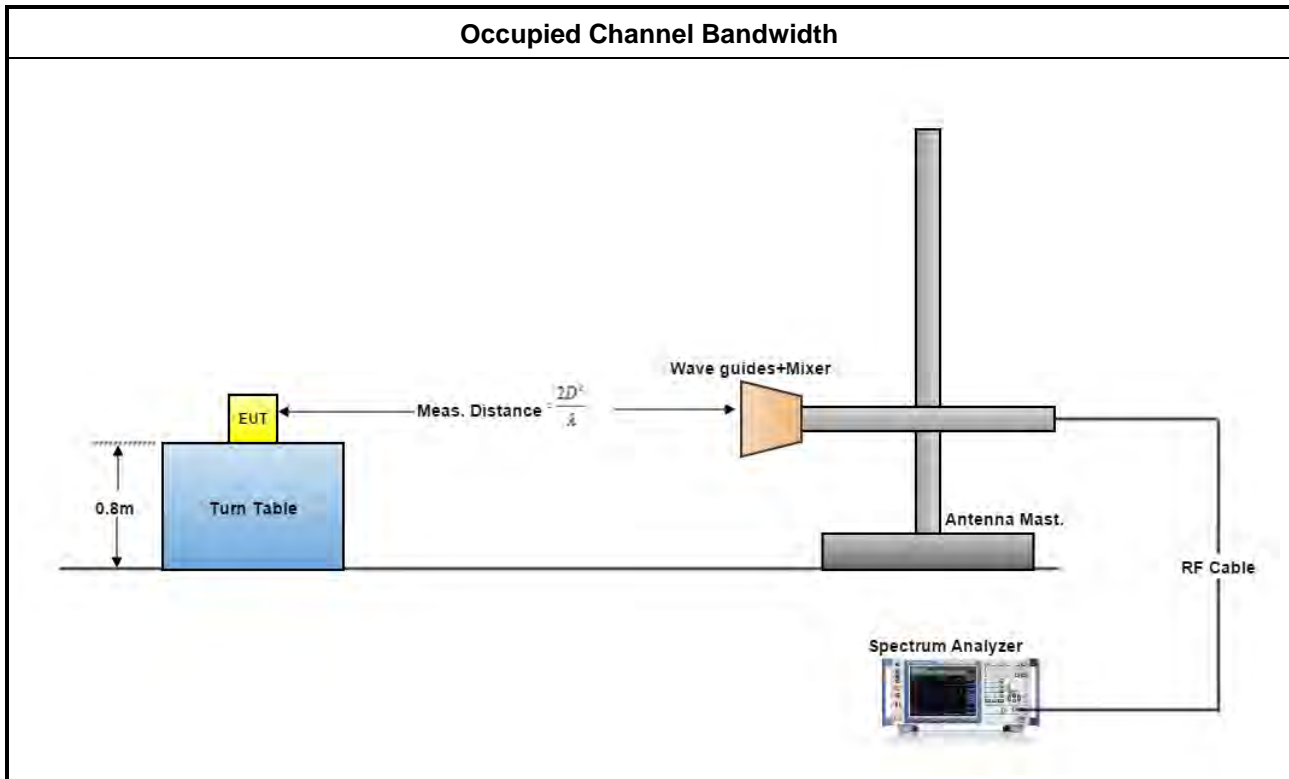 Occupied Channel Bandwidth
Wave guides+Mixer
EUT
Meas. Distance = 2D²/λ
0.8m
Turn Table
Antenna Mast.
RF Cable
Spectrum Analyzer